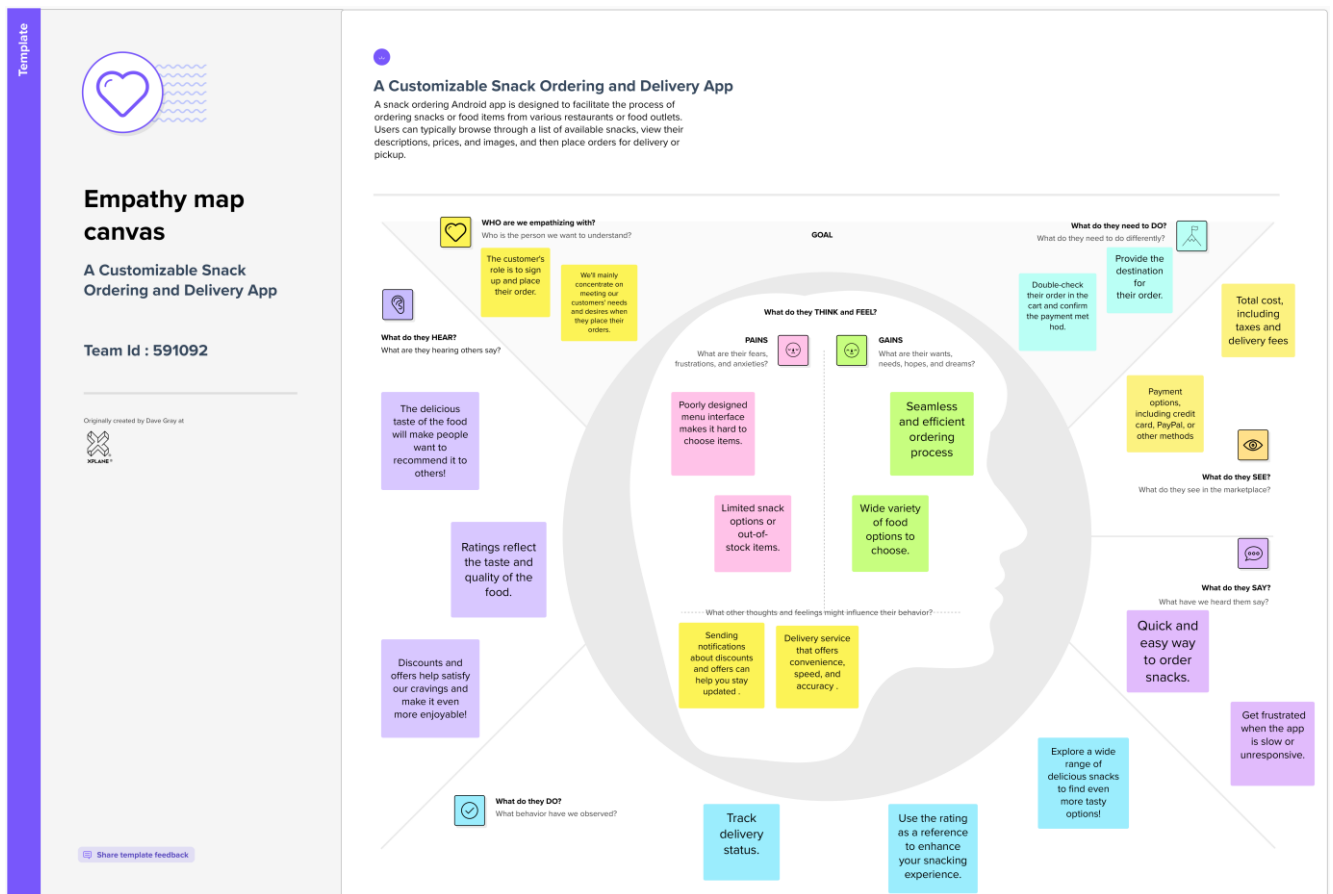 Template
Empathy map
canvas
A Customizable Snack
Ordering and Delivery App
Team Id : 591092
Originally created by Dave Gray at
XPLANE
Share template feedback
A Customizable Snack Ordering and Delivery App
A snack ordering Android app is designed to facilitate the process of
ordering snacks or food items from various restaurants or food outlets.
Users can typically browse through a list of available snacks, view their
descriptions, prices, and images, and then place orders for delivery or
pickup.
WHO are we empathizing with?
Who is the person we want to understand?
The customer's
role is to sign
up and place
their order.
We'll mainly
concentrate on
meeting our
customers' needs
and desires when
they place their
orders.
GOAL
What do they need to DO?
What do they need to do differently?
Double-check
their order in the
cart and confirm
the payment met
hod.
Provide the
destination
for
their order.
Total cost,
including
taxes and
delivery fees
Payment
options,
including credit
card, PayPal, or
other methods
What do they SEE?
What do they see in the marketplace?
What do they SAY?
What have we heard them say?
Quick and
easy way
to order
snacks.
Get frustrated
when the app
is slow or
unresponsive.
What do they DO?
What behavior have we observed?
Track
delivery
status.
Use the rating
as a reference
to enhance
your snacking
experience.
Explore a wide
range of
delicious snacks
to find even
more tasty
options!
What do they HEAR?
What are they hearing others say?
The delicious
taste of the food
will make people
want to
recommend it to
others!
Ratings reflect
the taste and
quality of the
food.
Discounts and
offers help satisfy
our cravings and
make it even
more enjoyable!
What do they THINK and FEEL?
PAINS
What are their fears,
frustrations, and anxieties?
Poorly designed
menu interface
makes it hard to
choose items.
Limited snack
options or
out-of-
stock items.
GAINS
What are their wants,
needs, hopes, and dreams?
Seamless
and efficient
ordering
process
Wide variety
of food
options to
choose.
What other thoughts and feelings might influence their behavior?
Sending
notifications
about discounts
and offers can
help you stay
updated .
Delivery service
that offers
convenience,
speed, and
accuracy .